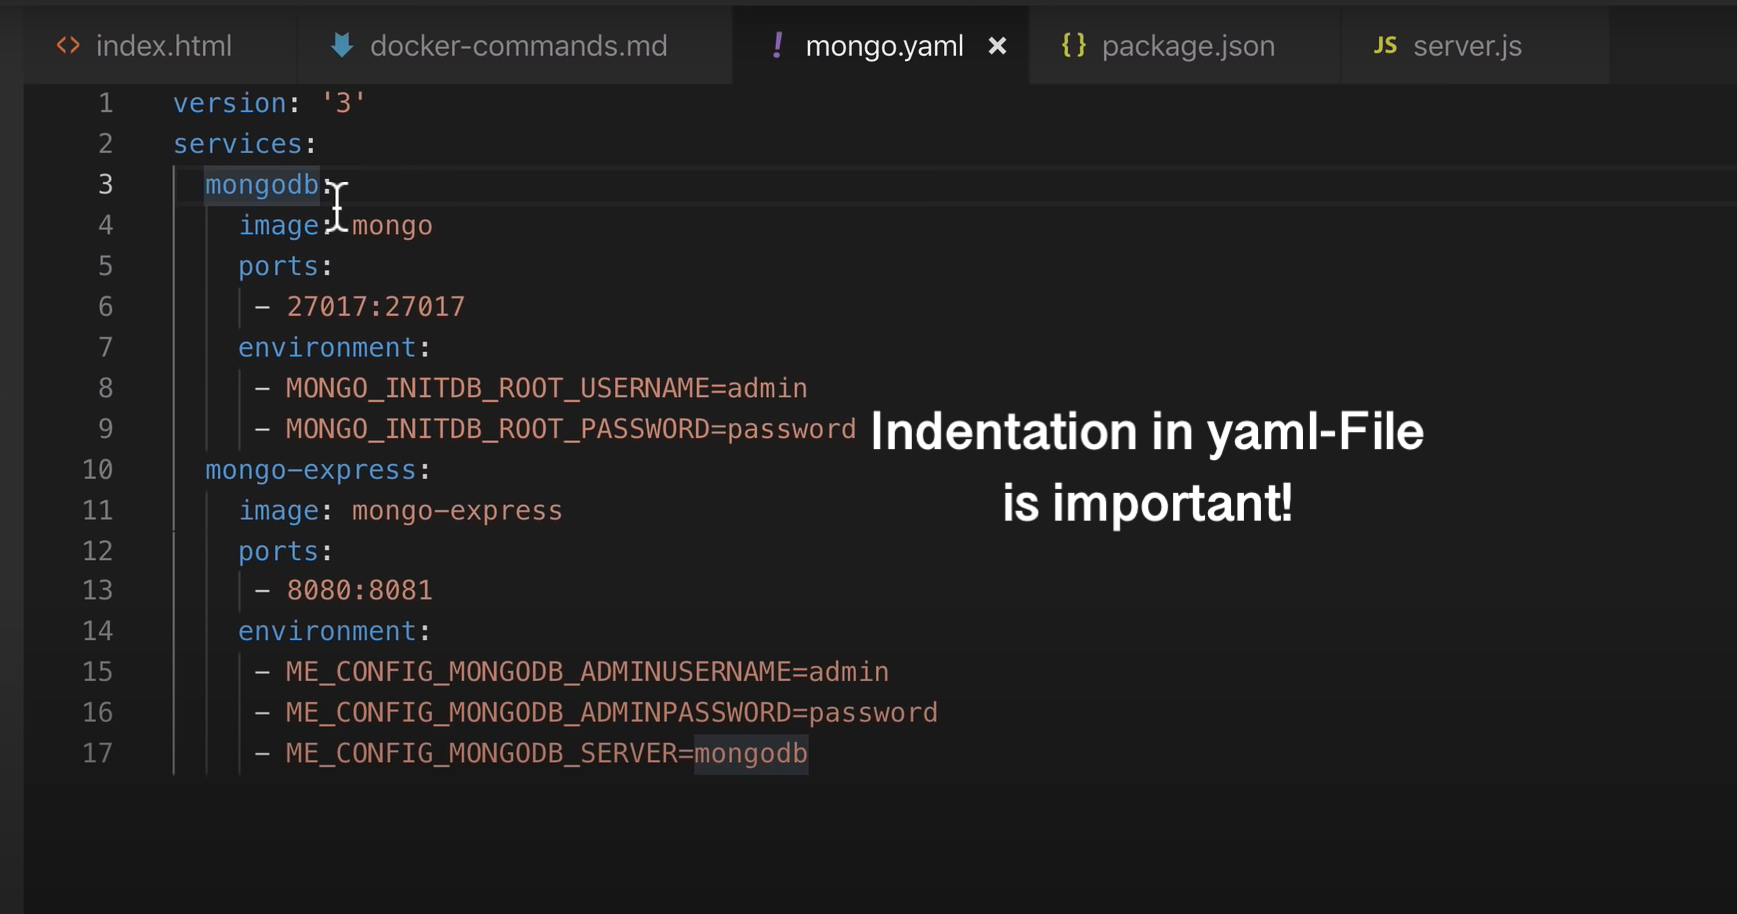 <> index.html docker-commands.md ! mongo.yaml × {} package.json JS server.js
1 version: '3'
2 services:
3 mongodb:
4 image: mongo
5 ports:
6 - 27017:27017
7 environment:
8 - MONGO_INITDB_ROOT_USERNAME=admin
9 - MONGO_INITDB_ROOT_PASSWORD=password
10 mongo-express:
11 image: mongo-express
12 ports:
13 - 8080:8081
14 environment:
15 - ME_CONFIG_MONGODB_ADMINUSERNAME=admin
16 - ME_CONFIG_MONGODB_ADMINPASSWORD=password
17 - ME_CONFIG_MONGODB_SERVER=mongodb
Indentation in yaml-File
is important!